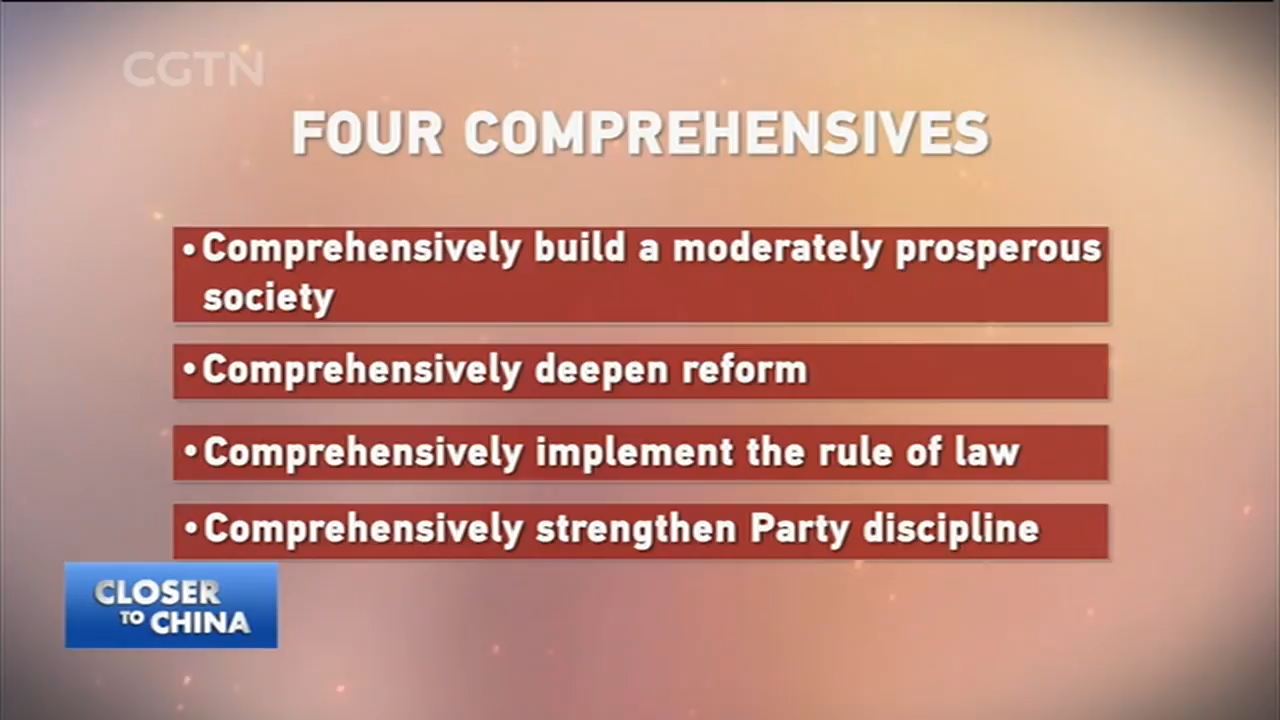 CGTN
FOUR COMPREHENSIVES
•Comprehensively build a moderately prosperous
society
•Comprehensively deepen reform
•Comprehensively implement the rule of law
•Comprehensively strengthen Party discipline
CLOSER
TO CHINA